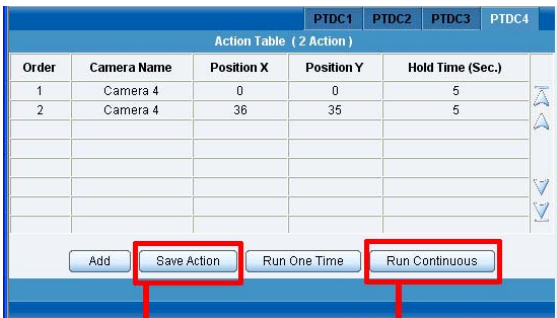 PTDC1 PTDC2 PTDC3 PTDC4
Action Table ( 2 Action )
Order Camera Name Position X Position Y Hold Time (Sec.)
1 Camera 4 0 0 5
2 Camera 4 36 35 5
Add Save Action Run One Time Run Continuous